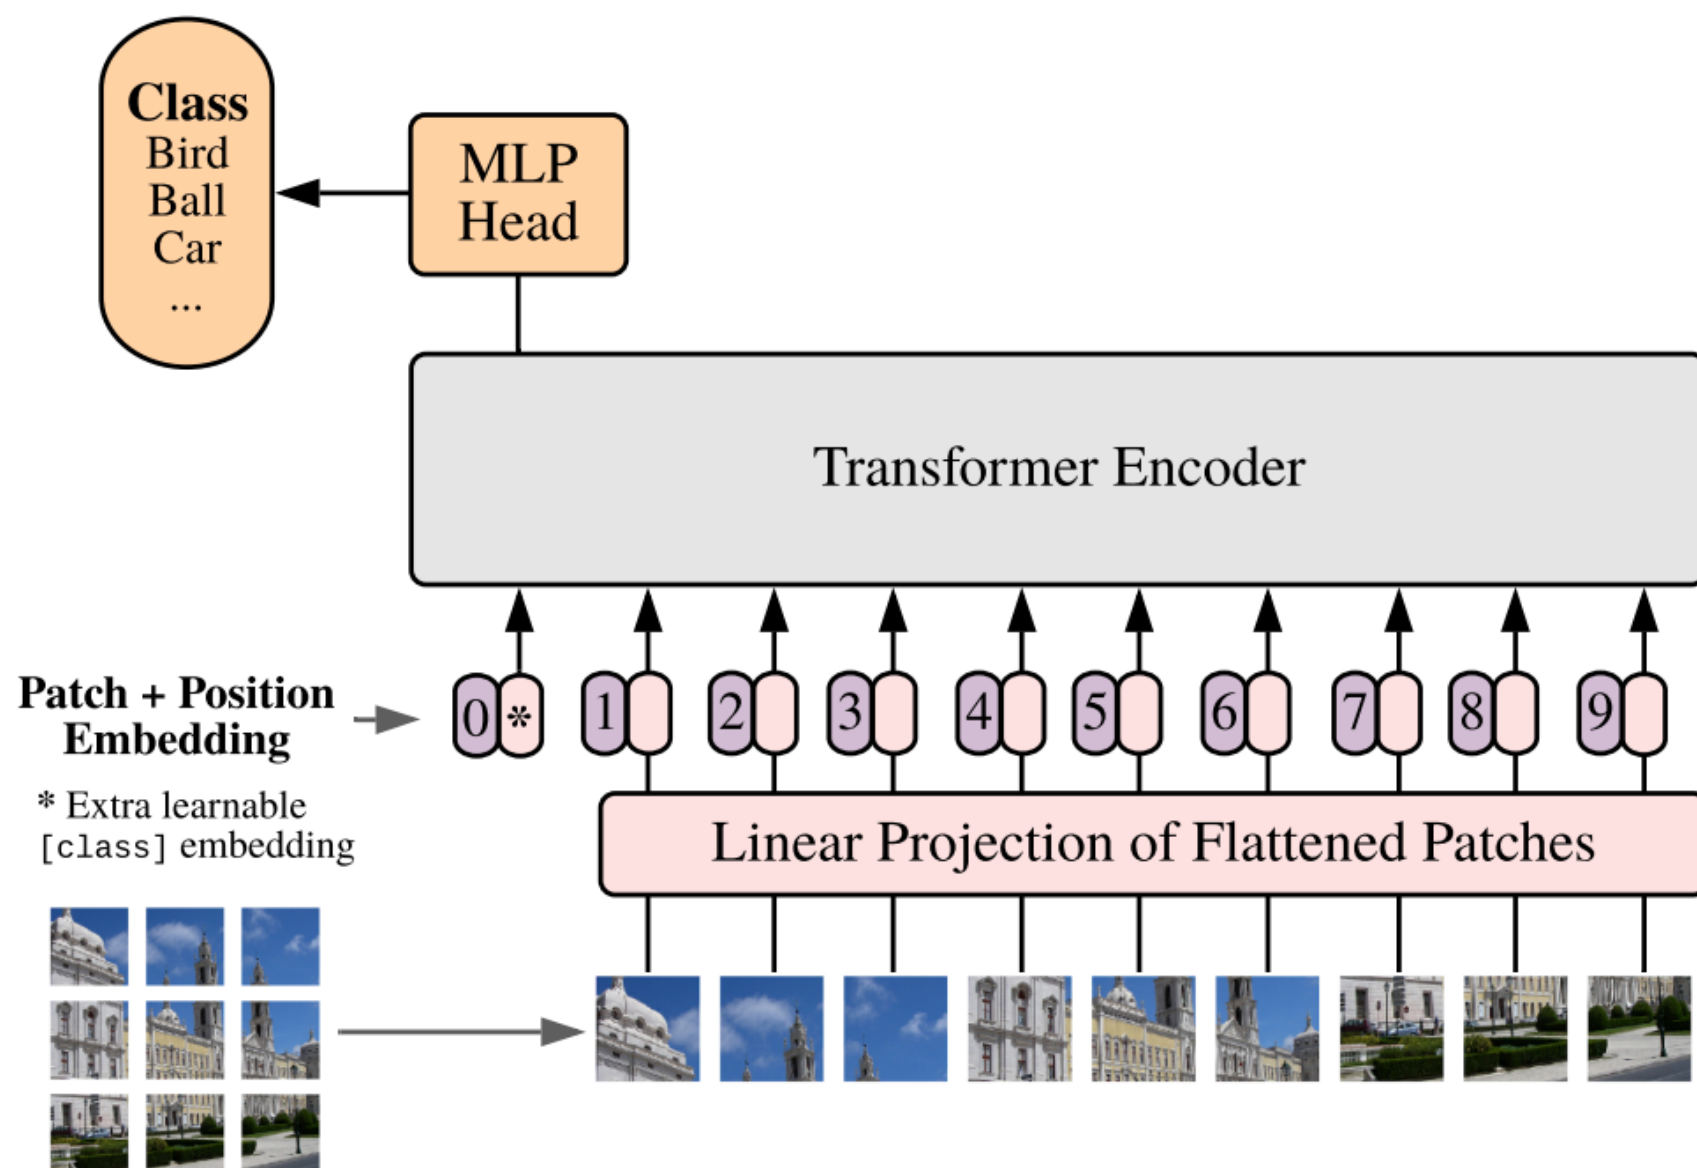 Class
Bird
Ball
Car
...
MLP
Head
Transformer Encoder
Patch + Position
Embedding
0 * 1 2 3 4 5 6 7 8 9
* Extra learnable
[class] embedding
Linear Projection of Flattened Patches